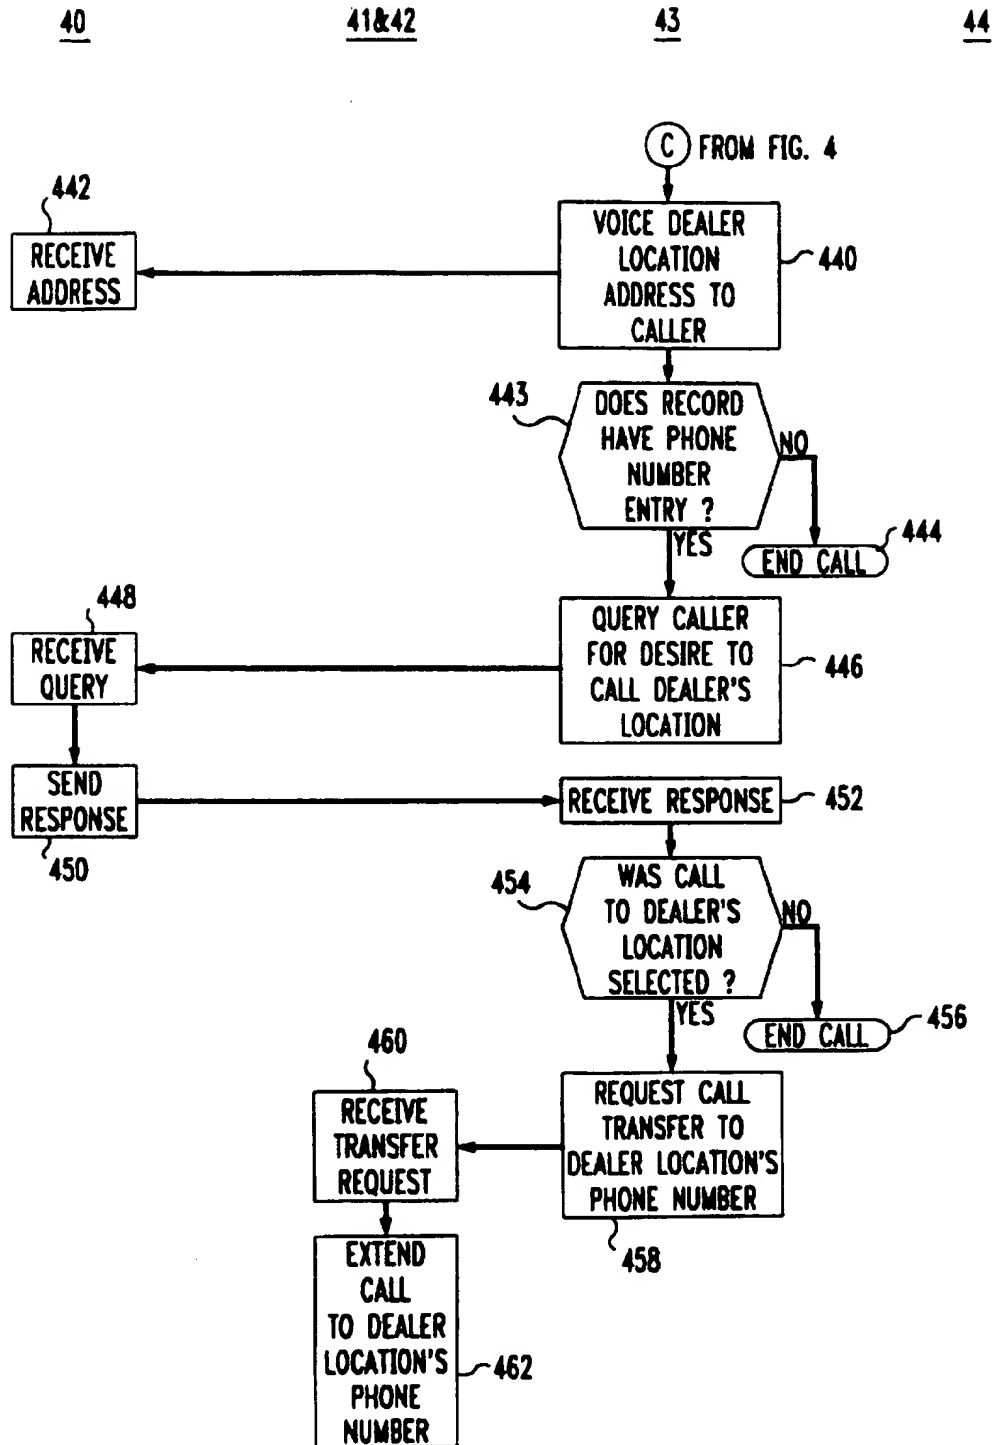 40 41&42 43 44
C FROM FIG. 4
442
RECEIVE
ADDRESS
VOICE DEALER
LOCATION
ADDRESS TO
CALLER
440
443
DOES RECORD
HAVE PHONE
NUMBER
ENTRY ?
NO
YES
444
END CALL
448
RECEIVE
QUERY
QUERY CALLER
FOR DESIRE TO
CALL DEALER'S
LOCATION
446
SEND
RESPONSE
450
RECEIVE RESPONSE
452
454
WAS CALL
TO DEALER'S
LOCATION
SELECTED ?
NO
YES
456
END CALL
460
RECEIVE
TRANSFER
REQUEST
REQUEST CALL
TRANSFER TO
DEALER LOCATION'S
PHONE NUMBER
458
EXTEND
CALL
TO DEALER
LOCATION'S
PHONE
NUMBER
462